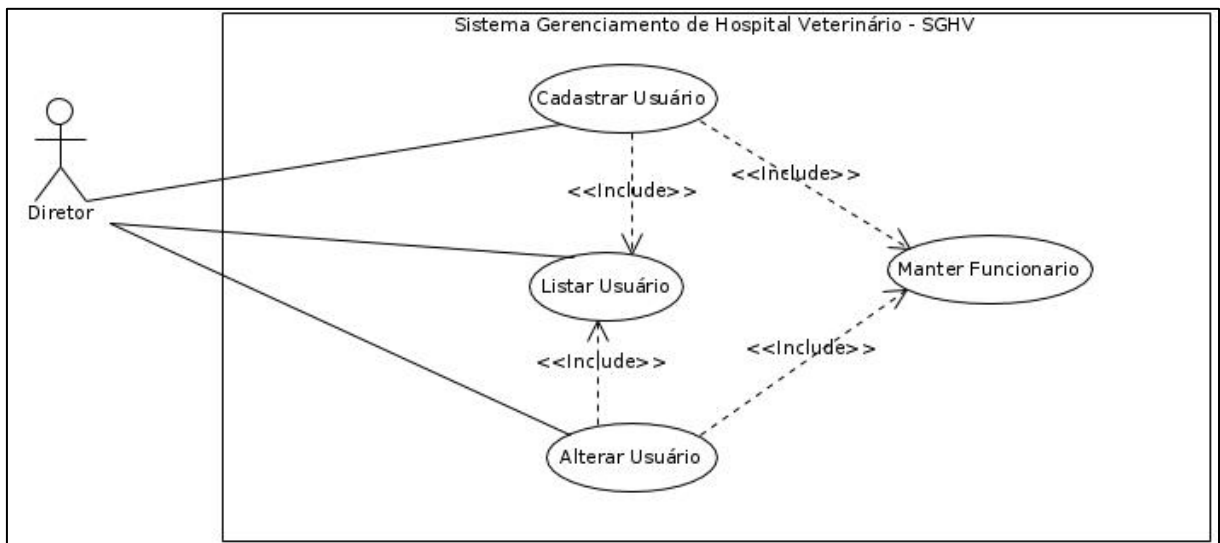 Sistema Gerenciamento de Hospital Veterinário - SGHV
Cadastrar Usuário
<<Include>>
<<Include>>
Diretor
Listar Usuário
Manter Funcionario
<<Include>>
<<Include>>
Alterar Usuário